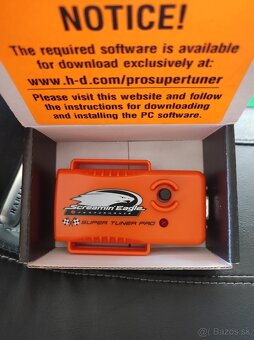 NOTICE!
The required software is available
for download exclusively at:
www.h-d.com/prosupertuner
Please visit this website and follow
the instructions for downloading
and installing the PC software.
Screamin' Eagle
PERFORMANCE
SUPER TUNER PRO
bazos.sk